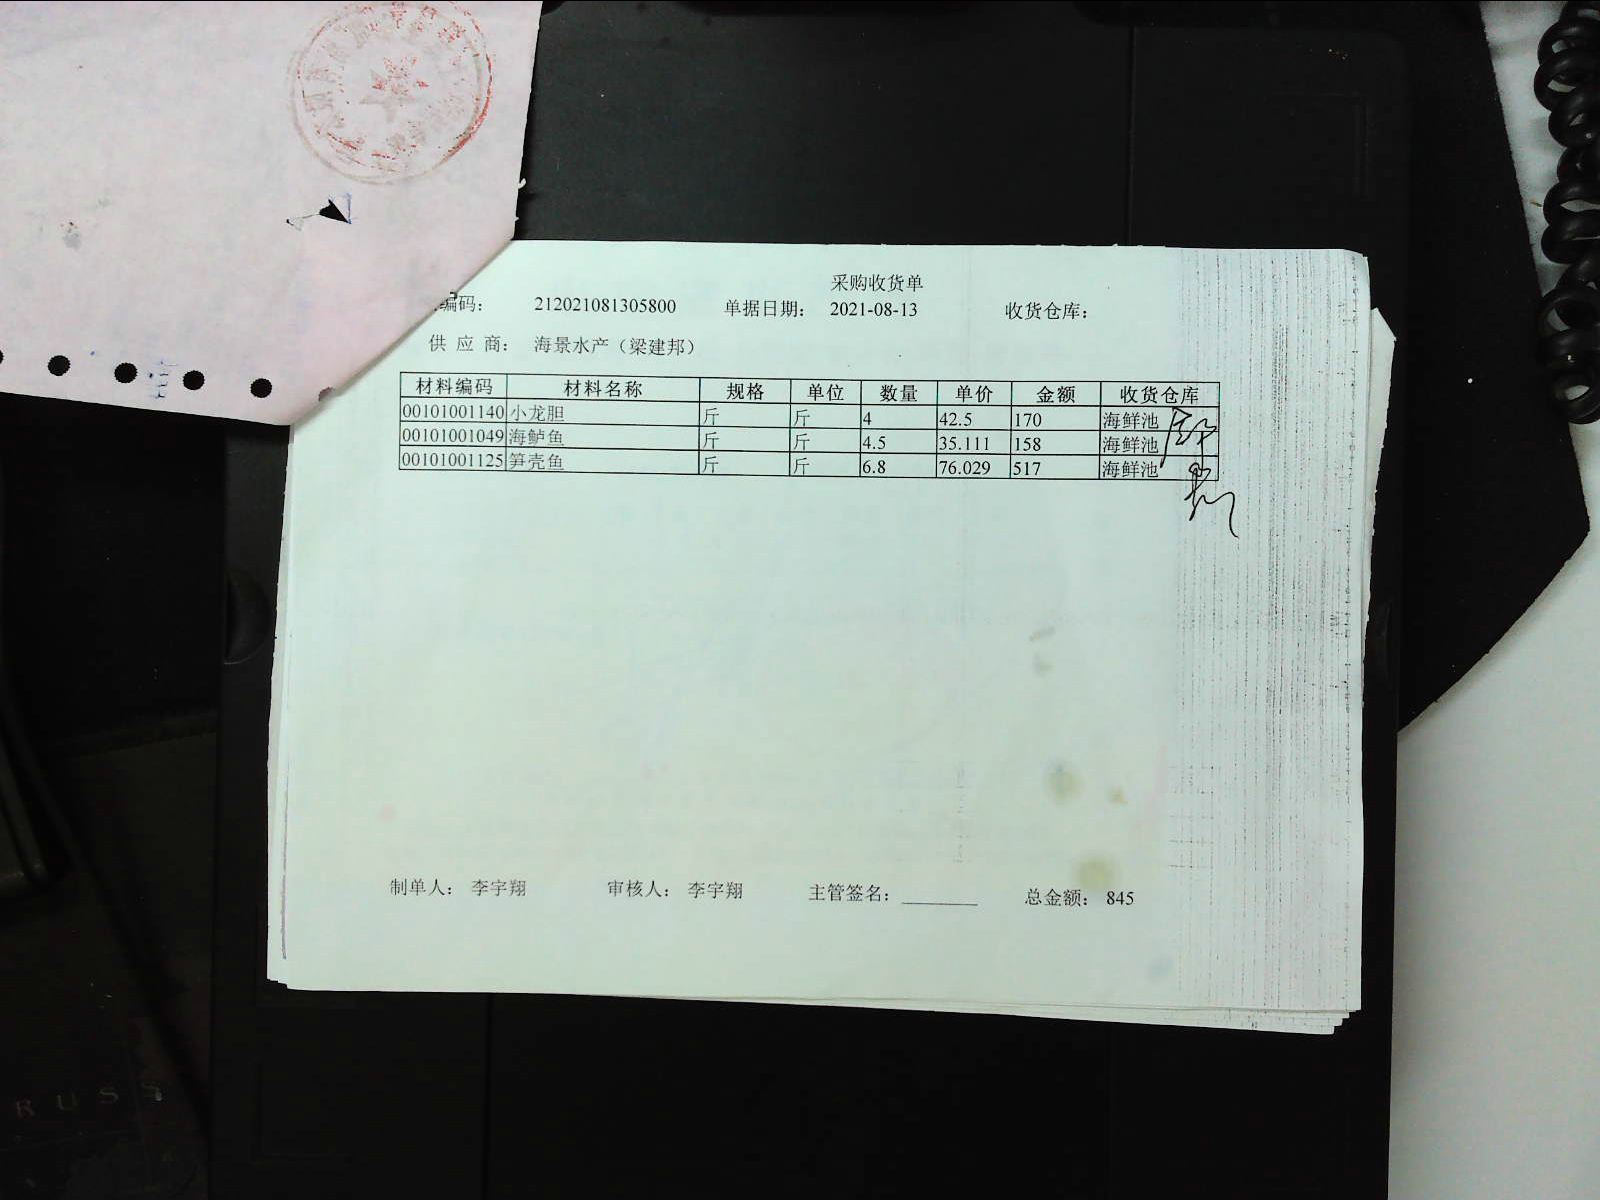 采购收货单
编码： 212021081305800 单据日期： 2021-08-13 收货仓库：
供 应 商： 海景水产（梁建邦）
材料编码 材料名称 规格 单位 数量 单价 金额 收货仓库
00101001140 小龙胆 斤 斤 4 42.5 170 海鲜池
00101001049 海鲈鱼 斤 斤 4.5 35.111 158 海鲜池
00101001125 笋壳鱼 斤 斤 6.8 76.029 517 海鲜池
制单人： 李宇翔 审核人： 李宇翔 主管签名： 总金额： 845
RUSS